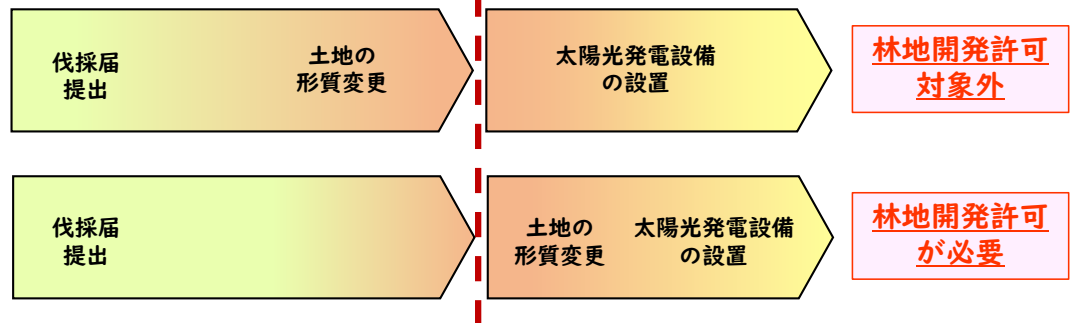 伐採届
提出
土地の
形質変更
太陽光発電設備
の設置
林地開発許可
対象外
伐採届
提出
土地の
形質変更
太陽光発電設備
の設置
林地開発許可
が必要